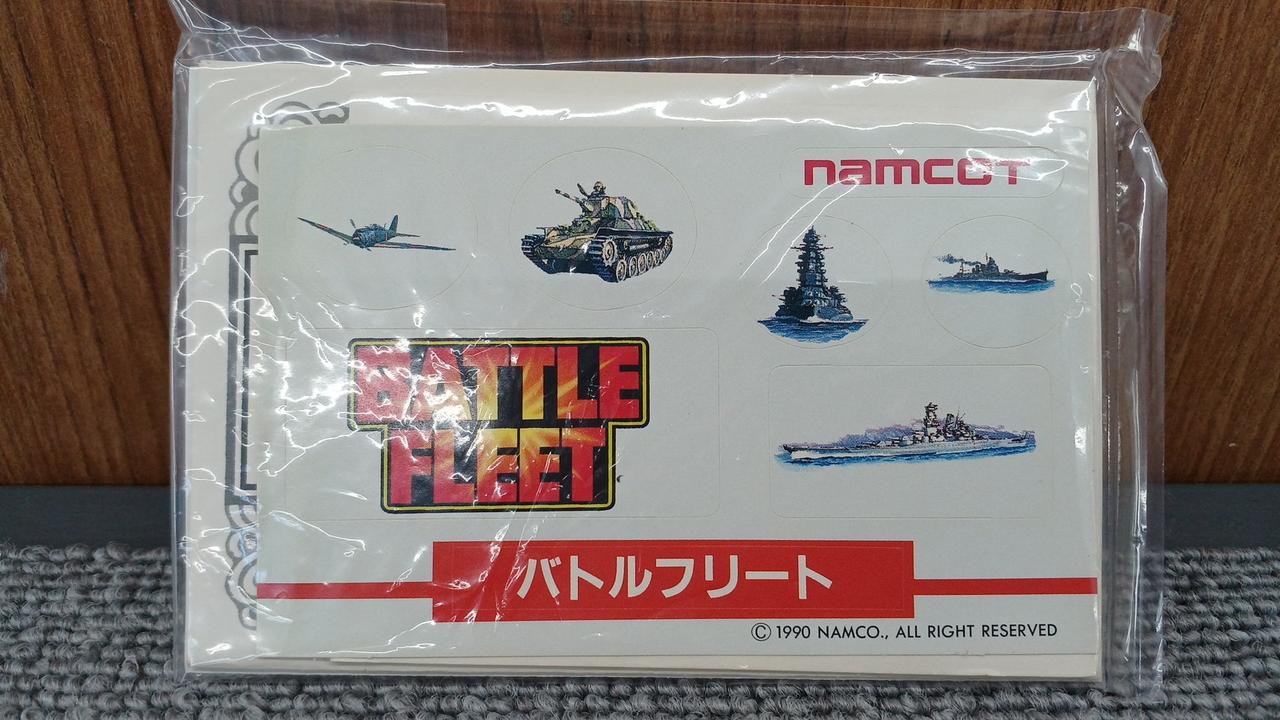 namcoT
BATTLE
FLEET
バトルフリート
Ⓒ 1990 NAMCO., ALL RIGHT RESERVED